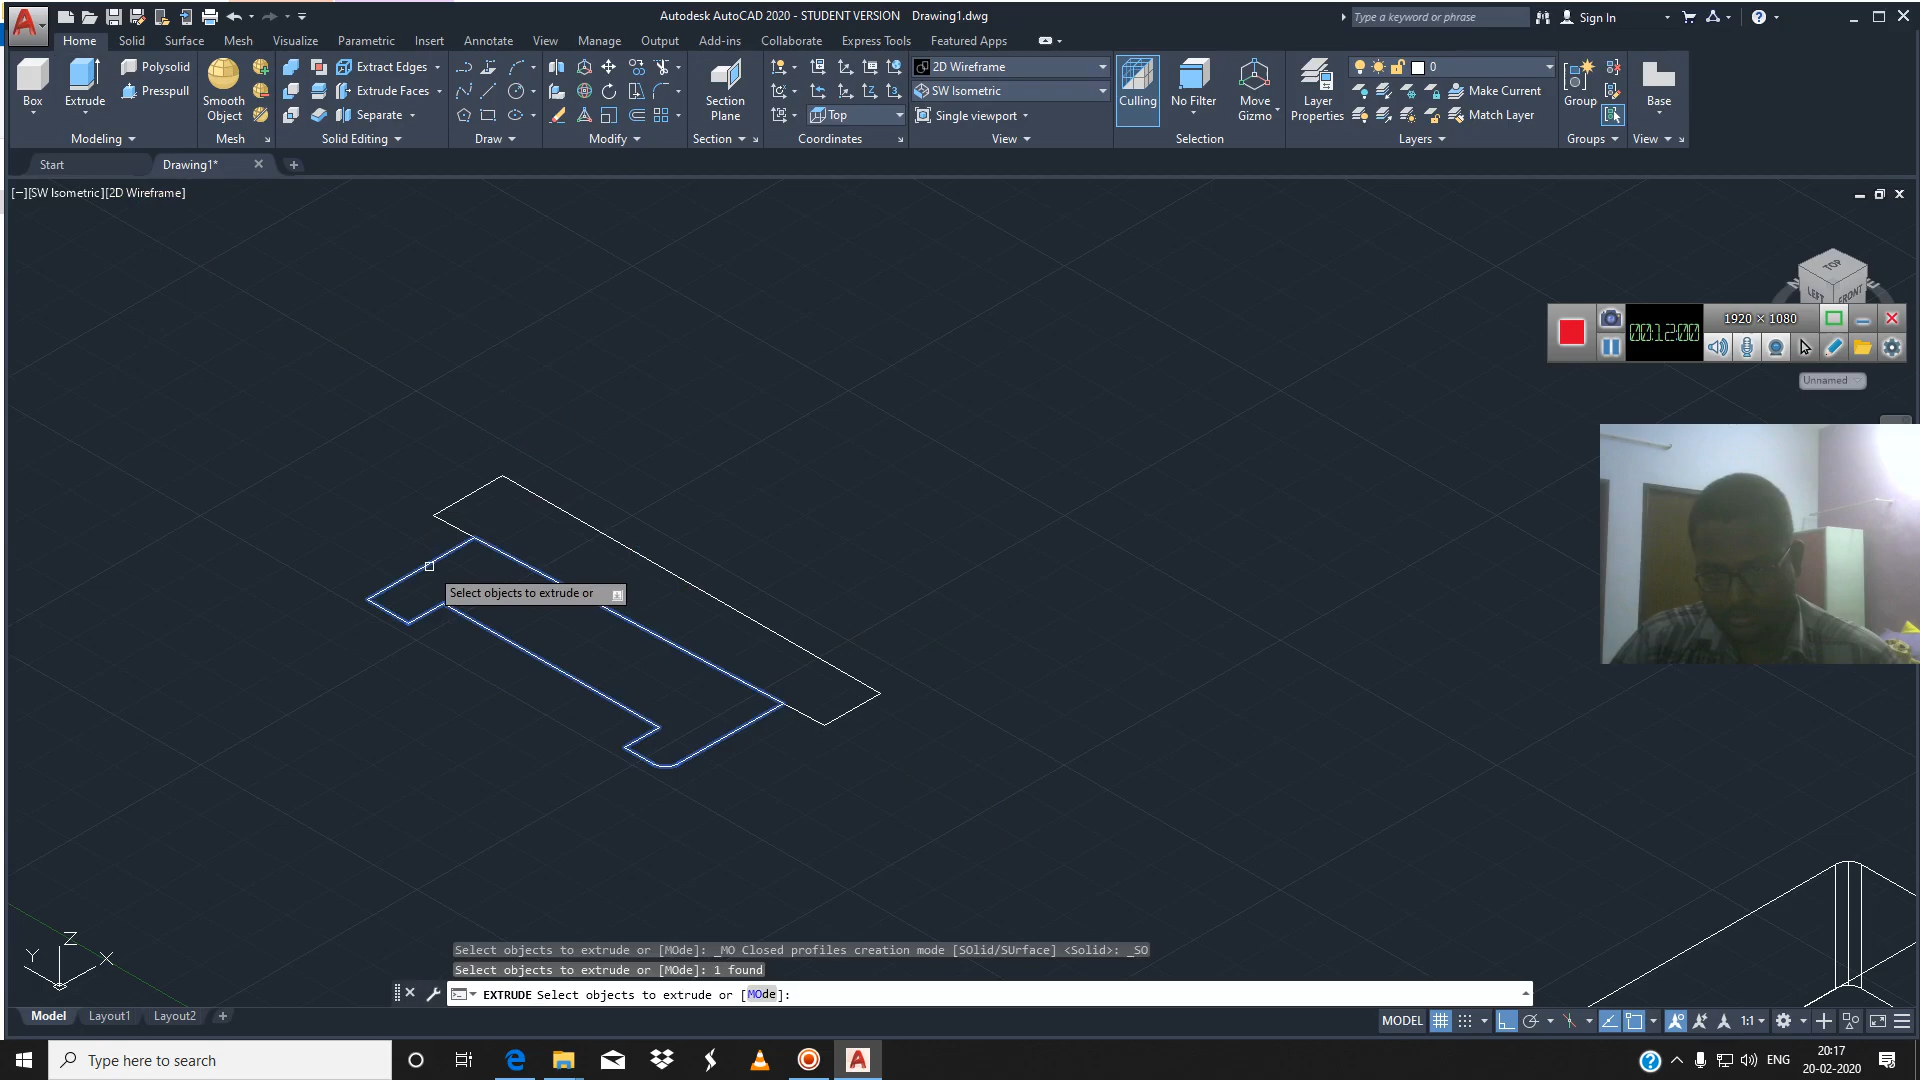 Autodesk AutoCAD 2020 - STUDENT VERSION Drawing1.dwg
Type a keyword or phrase
Sign In
Home Solid Surface Mesh Visualize Parametric Insert Annotate View Manage Output Add-ins Collaborate Express Tools Featured Apps
Box
Extrude
Polysolid
Presspull
Modeling
Smooth Object
Mesh
Extract Edges
Extrude Faces
Separate
Solid Editing
Draw
Modify
Section Plane
Section
Top
Coordinates
2D Wireframe
SW Isometric
Single viewport
View
Culling
No Filter
Move Gizmo
Selection
Layer Properties
0
Make Current
Match Layer
Layers
Group
Groups
Base
View
Start
Drawing1*
[−][SW Isometric][2D Wireframe]
TOP
LEFT
FRONT
00:12:00
1920 × 1080
Unnamed
Select objects to extrude or
Z
Y
X
Select objects to extrude or [MOde]: _MO Closed profiles creation mode [SOlid/SUrface] <Solid>: _SO
Select objects to extrude or [MOde]: 1 found
EXTRUDE Select objects to extrude or [MOde]:
Model Layout1 Layout2
MODEL
1:1
Type here to search
ENG
20:17
20-02-2020